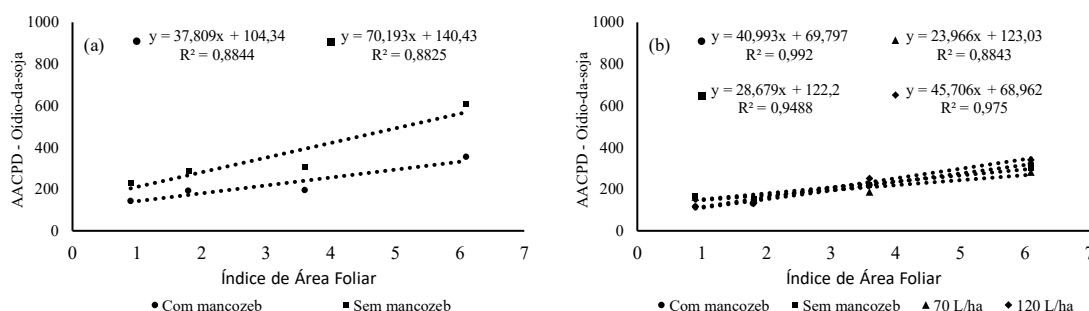 1000
(a)
y = 37,809x + 104,34
R² = 0,8844
y = 70,193x + 140,43
R² = 0,8825
800
600
400
200
0
AACPD - Oídio-da-soja
1 2 3 4 5 6 7
Índice de Área Foliar
Com mancozeb Sem mancozeb
1000
(b)
y = 40,993x + 69,797
R² = 0,992
y = 23,966x + 123,03
R² = 0,8843
800
y = 28,679x + 122,2
R² = 0,9488
y = 45,706x + 68,962
R² = 0,975
600
400
200
0
AACPD - Oídio-da-soja
1 2 3 4 5 6 7
Índice de Área Foliar
Com mancozeb Sem mancozeb 70 L/ha 120 L/ha